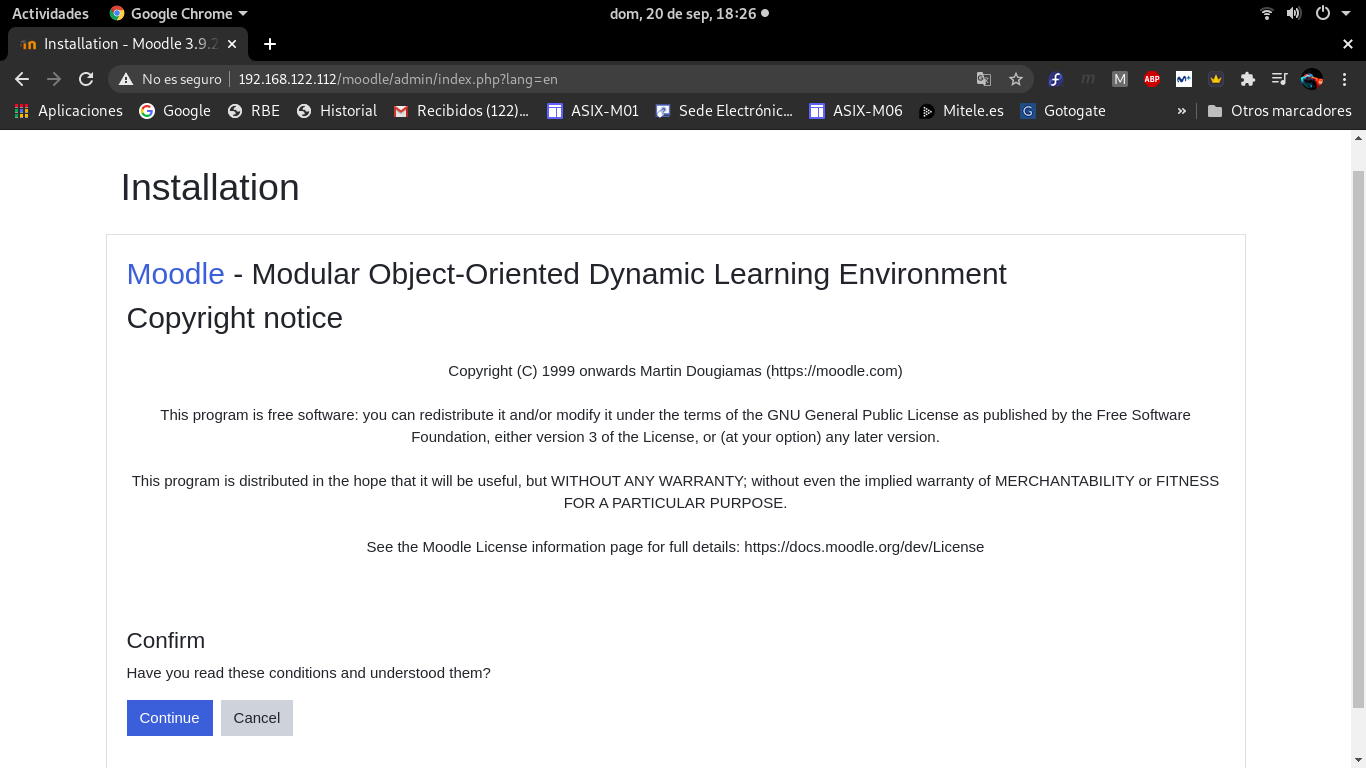 Actividades Google Chrome dom, 20 de sep, 18:26
Installation - Moodle 3.9.2
No es seguro 192.168.122.112/moodle/admin/index.php?lang=en M ABP
Aplicaciones Google RBE Historial Recibidos (122)... ASIX-M01 Sede Electrónic... ASIX-M06 Mitele.es Gotogate » Otros marcadores
Installation
Moodle - Modular Object-Oriented Dynamic Learning Environment
Copyright notice
Copyright (C) 1999 onwards Martin Dougiamas (https://moodle.com)
This program is free software: you can redistribute it and/or modify it under the terms of the GNU General Public License as published by the Free Software
Foundation, either version 3 of the License, or (at your option) any later version.
This program is distributed in the hope that it will be useful, but WITHOUT ANY WARRANTY; without even the implied warranty of MERCHANTABILITY or FITNESS
FOR A PARTICULAR PURPOSE.
See the Moodle License information page for full details: https://docs.moodle.org/dev/License
Confirm
Have you read these conditions and understood them?
Continue Cancel